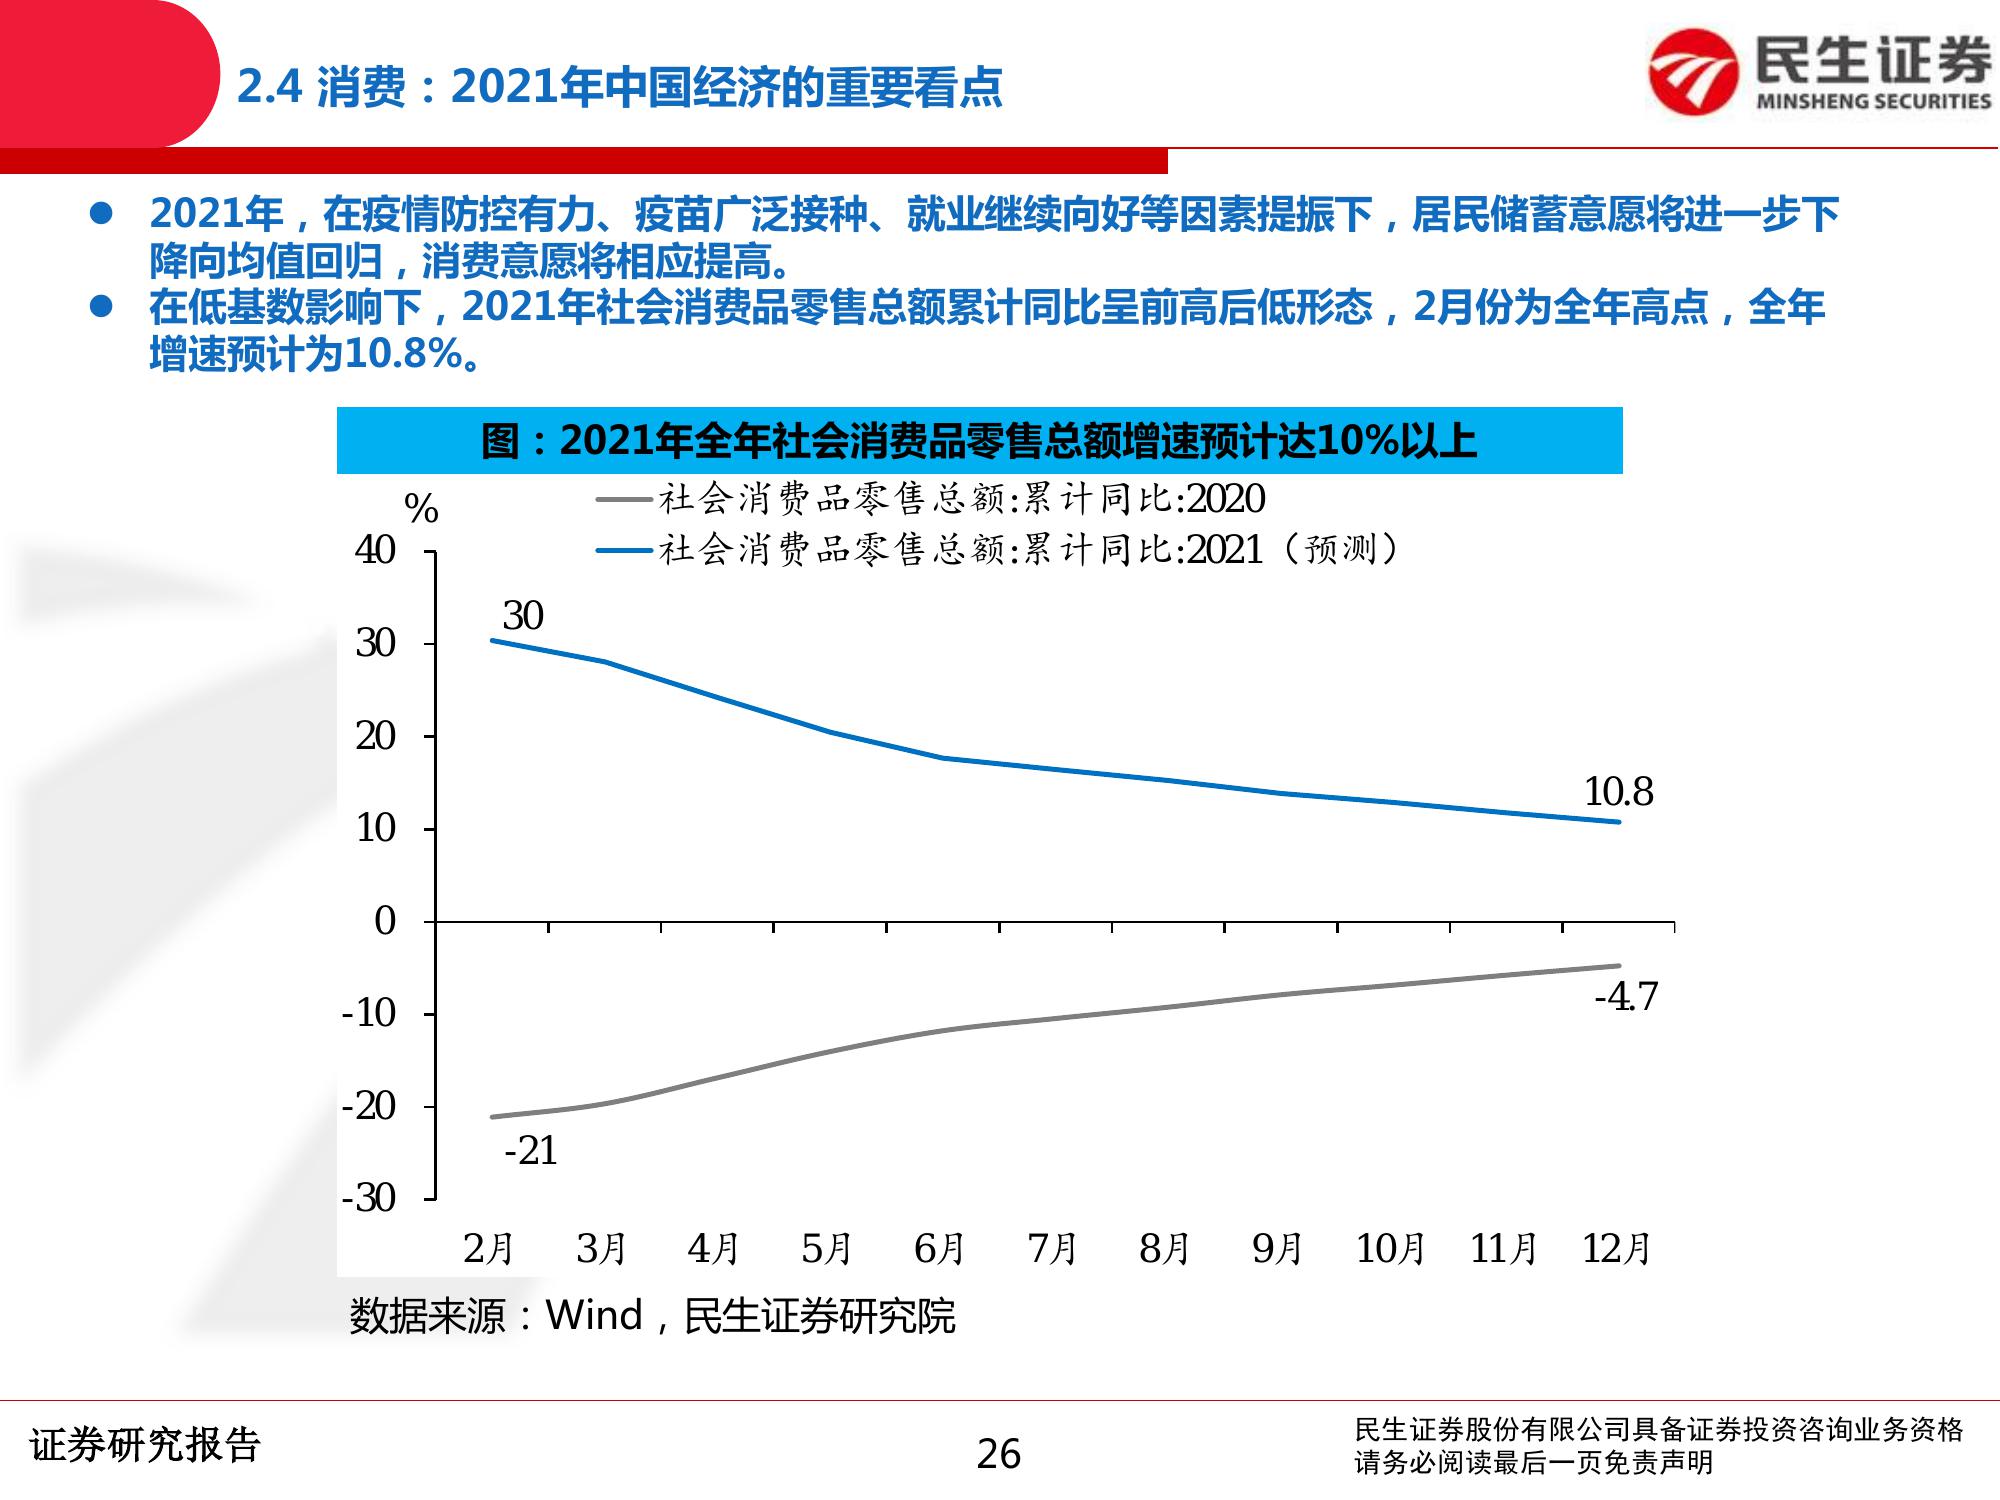 2.4 消费：2021年中国经济的重要看点
民生证券
MINSHENG SECURITIES
● 2021年，在疫情防控有力、疫苗广泛接种、就业继续向好等因素提振下，居民储蓄意愿将进一步下
降向均值回归，消费意愿将相应提高。
● 在低基数影响下，2021年社会消费品零售总额累计同比呈前高后低形态，2月份为全年高点，全年
增速预计为10.8%。
图：2021年全年社会消费品零售总额增速预计达10%以上
%
社会消费品零售总额:累计同比:2020
社会消费品零售总额:累计同比:2021（预测）
40
30
20
10
0
-10
-20
-30
30
10.8
-4.7
-21
2月 3月 4月 5月 6月 7月 8月 9月 10月 11月 12月
数据来源：Wind，民生证券研究院
证券研究报告
26
民生证券股份有限公司具备证券投资咨询业务资格
请务必阅读最后一页免责声明